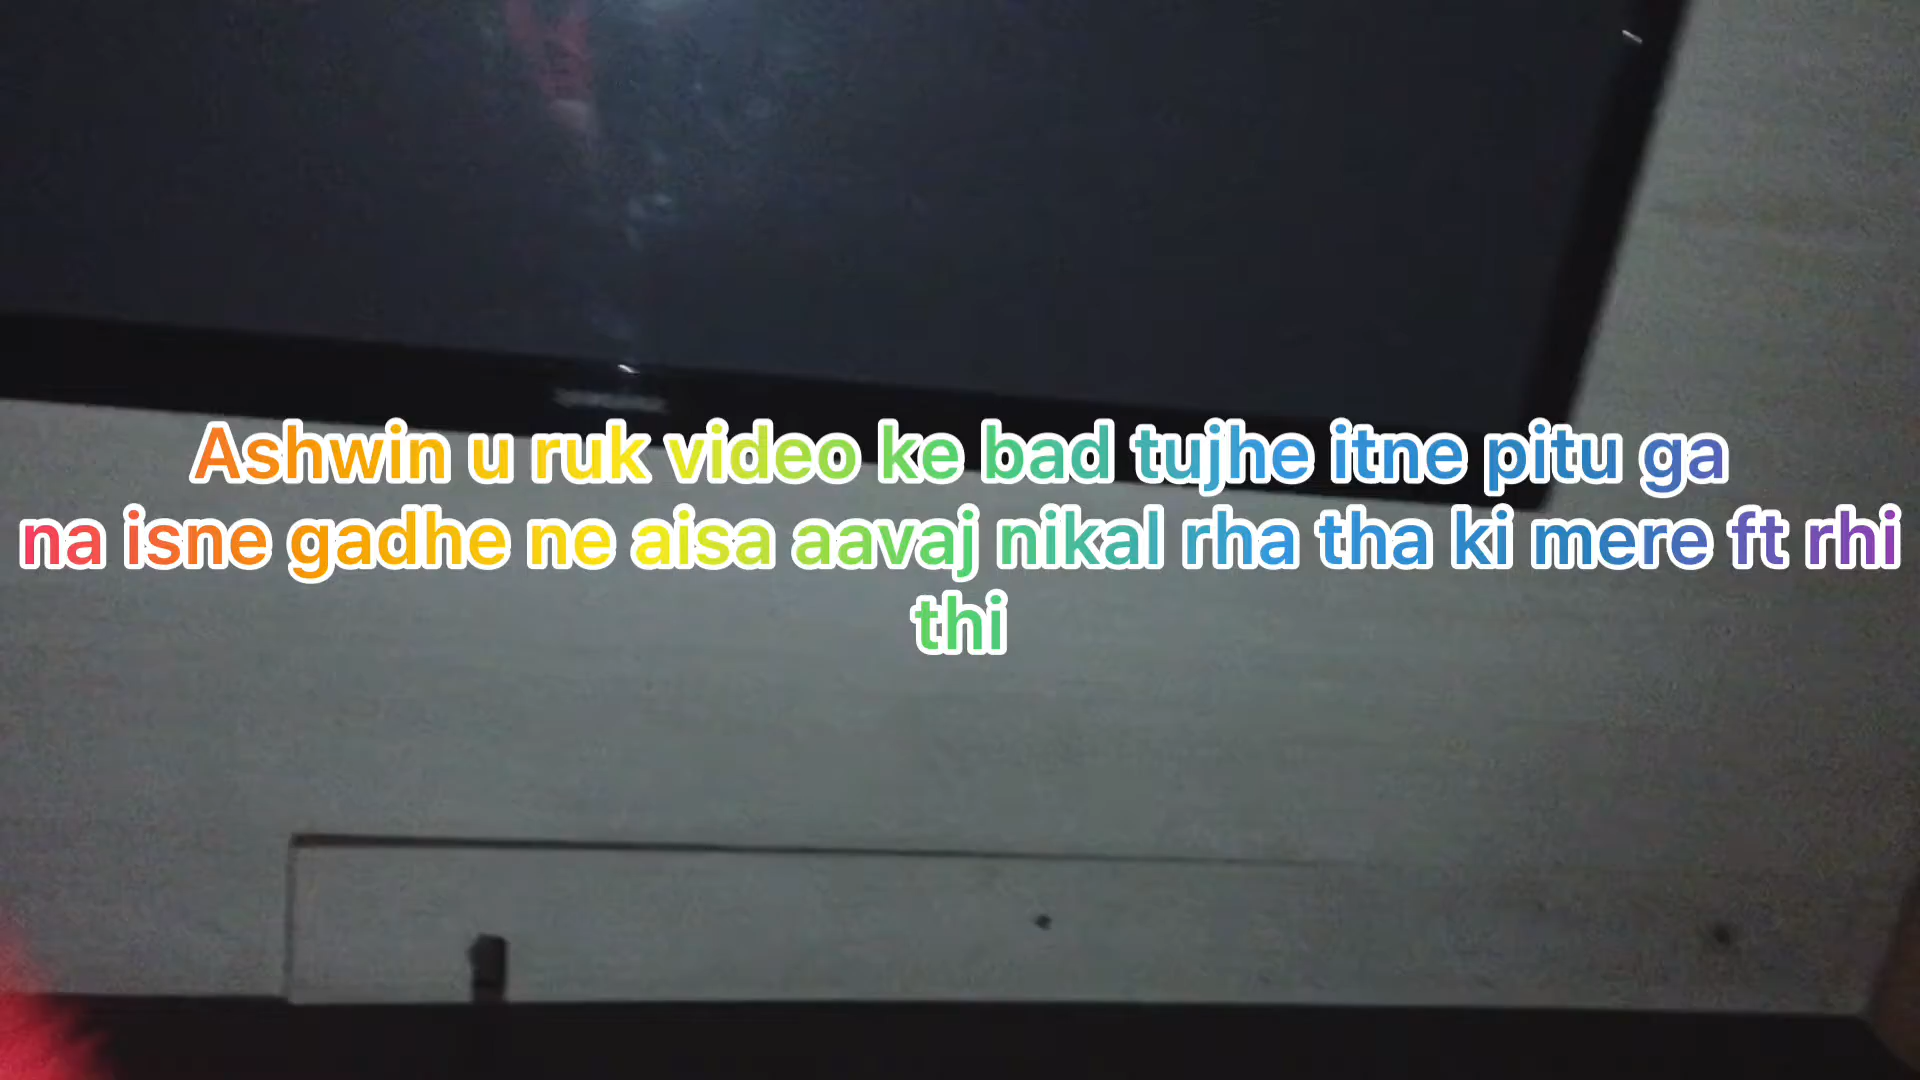 Ashwin u ruk video ke bad tujhe itne pitu ga
na isne gadhe ne aisa aavaj nikal rha tha ki mere ft rhi
thi